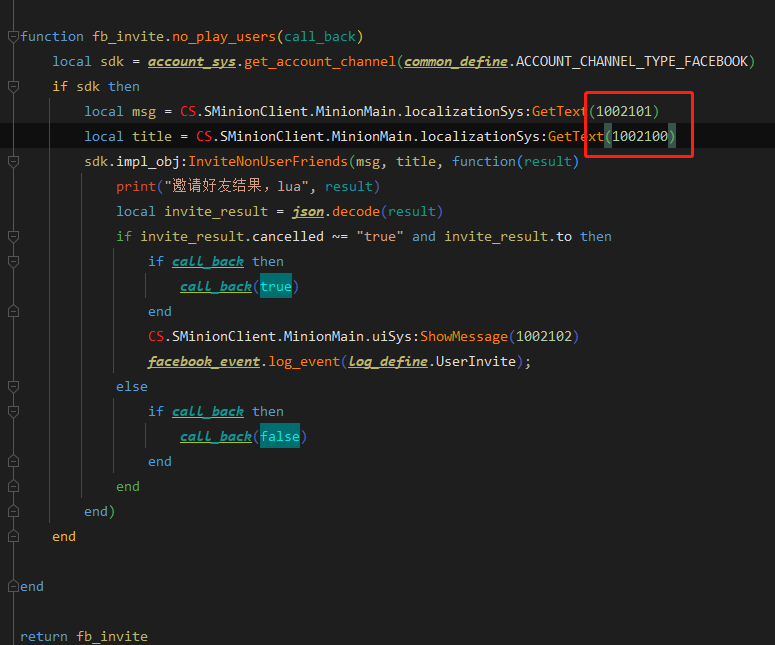 function fb_invite.no_play_users(call_back)
local sdk = account_sys.get_account_channel(common_define.ACCOUNT_CHANNEL_TYPE_FACEBOOK)
if sdk then
local msg = CS.SMinionClient.MinionMain.localizationSys:GetText(1002101)
local title = CS.SMinionClient.MinionMain.localizationSys:GetText(1002100)
sdk.impl_obj:InviteNonUserFriends(msg, title, function(result)
print("邀请好友结果，lua", result)
local invite_result = json.decode(result)
if invite_result.cancelled ~= "true" and invite_result.to then
if call_back then
call_back(true)
end
CS.SMinionClient.MinionMain.uiSys:ShowMessage(1002102)
facebook_event.log_event(log_define.UserInvite);
else
if call_back then
call_back(false)
end
end
end)
end
end
return fb_invite